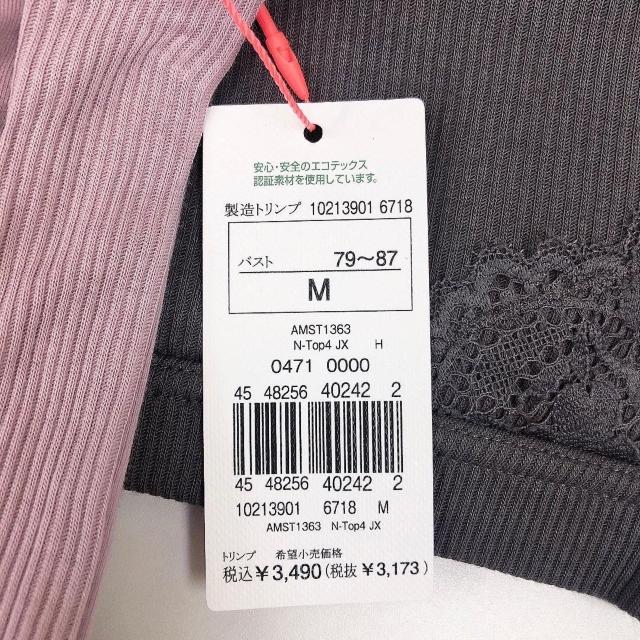 安心・安全のエコテックス
認証素材を使用しています。
製造トリンプ 10213901 6718
バスト 79～87
M
AMST1363
N-Top4 JX H
0471 0000
45 48256 40242 2
45 48256 40242 2
10213901 6718 M
AMST1363 N-Top4 JX
トリンプ 希望小売価格
税込￥3,490(税抜￥3,173)